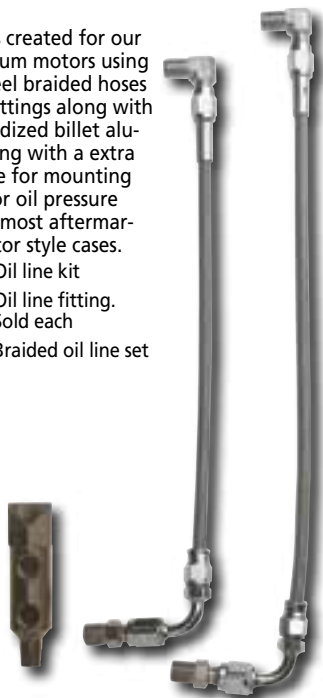 s created for our
um motors using
eel braided hoses
ttings along with
dized billet alu-
ng with a extra
e for mounting
or oil pressure
most aftermar-
tor style cases.
Oil line kit
Oil line fitting.
Sold each
Braided oil line set